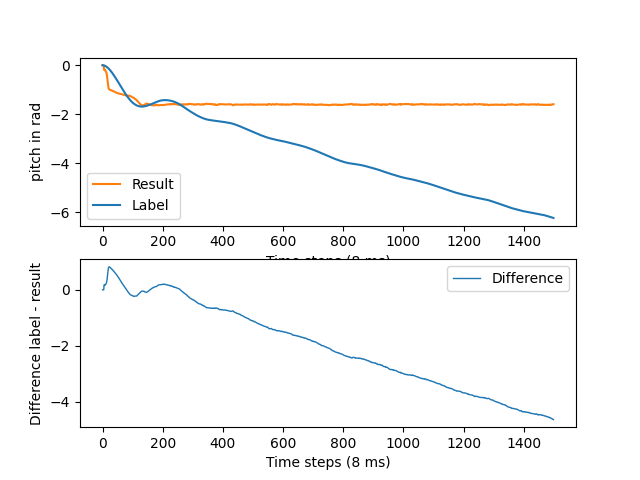 pitch in rad
0
−2
−4
−6
Result
Label
0 200 400 600 800 1000 1200 1400
Time steps (8 ms)
Difference label - result
0
−2
−4
Difference
0 200 400 600 800 1000 1200 1400
Time steps (8 ms)